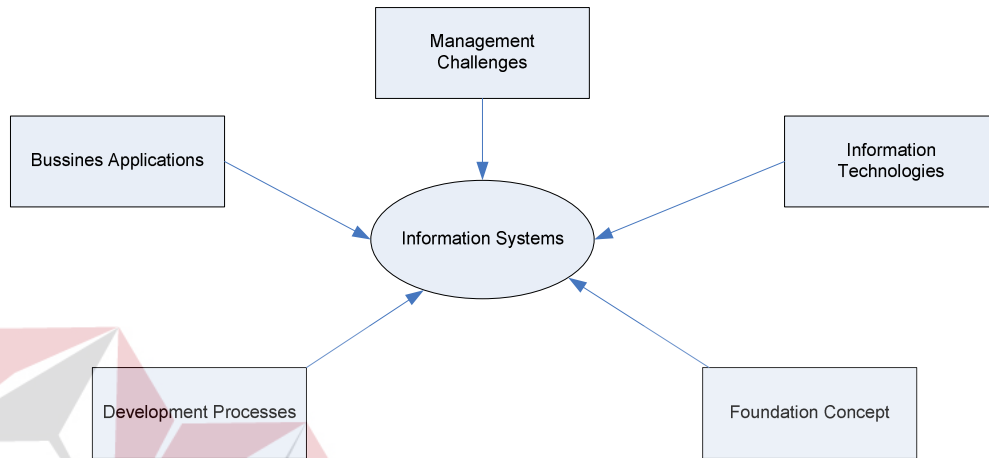 Management
Challenges
Bussines Applications
Information
Technologies
Information Systems
Development Processes
Foundation Concept